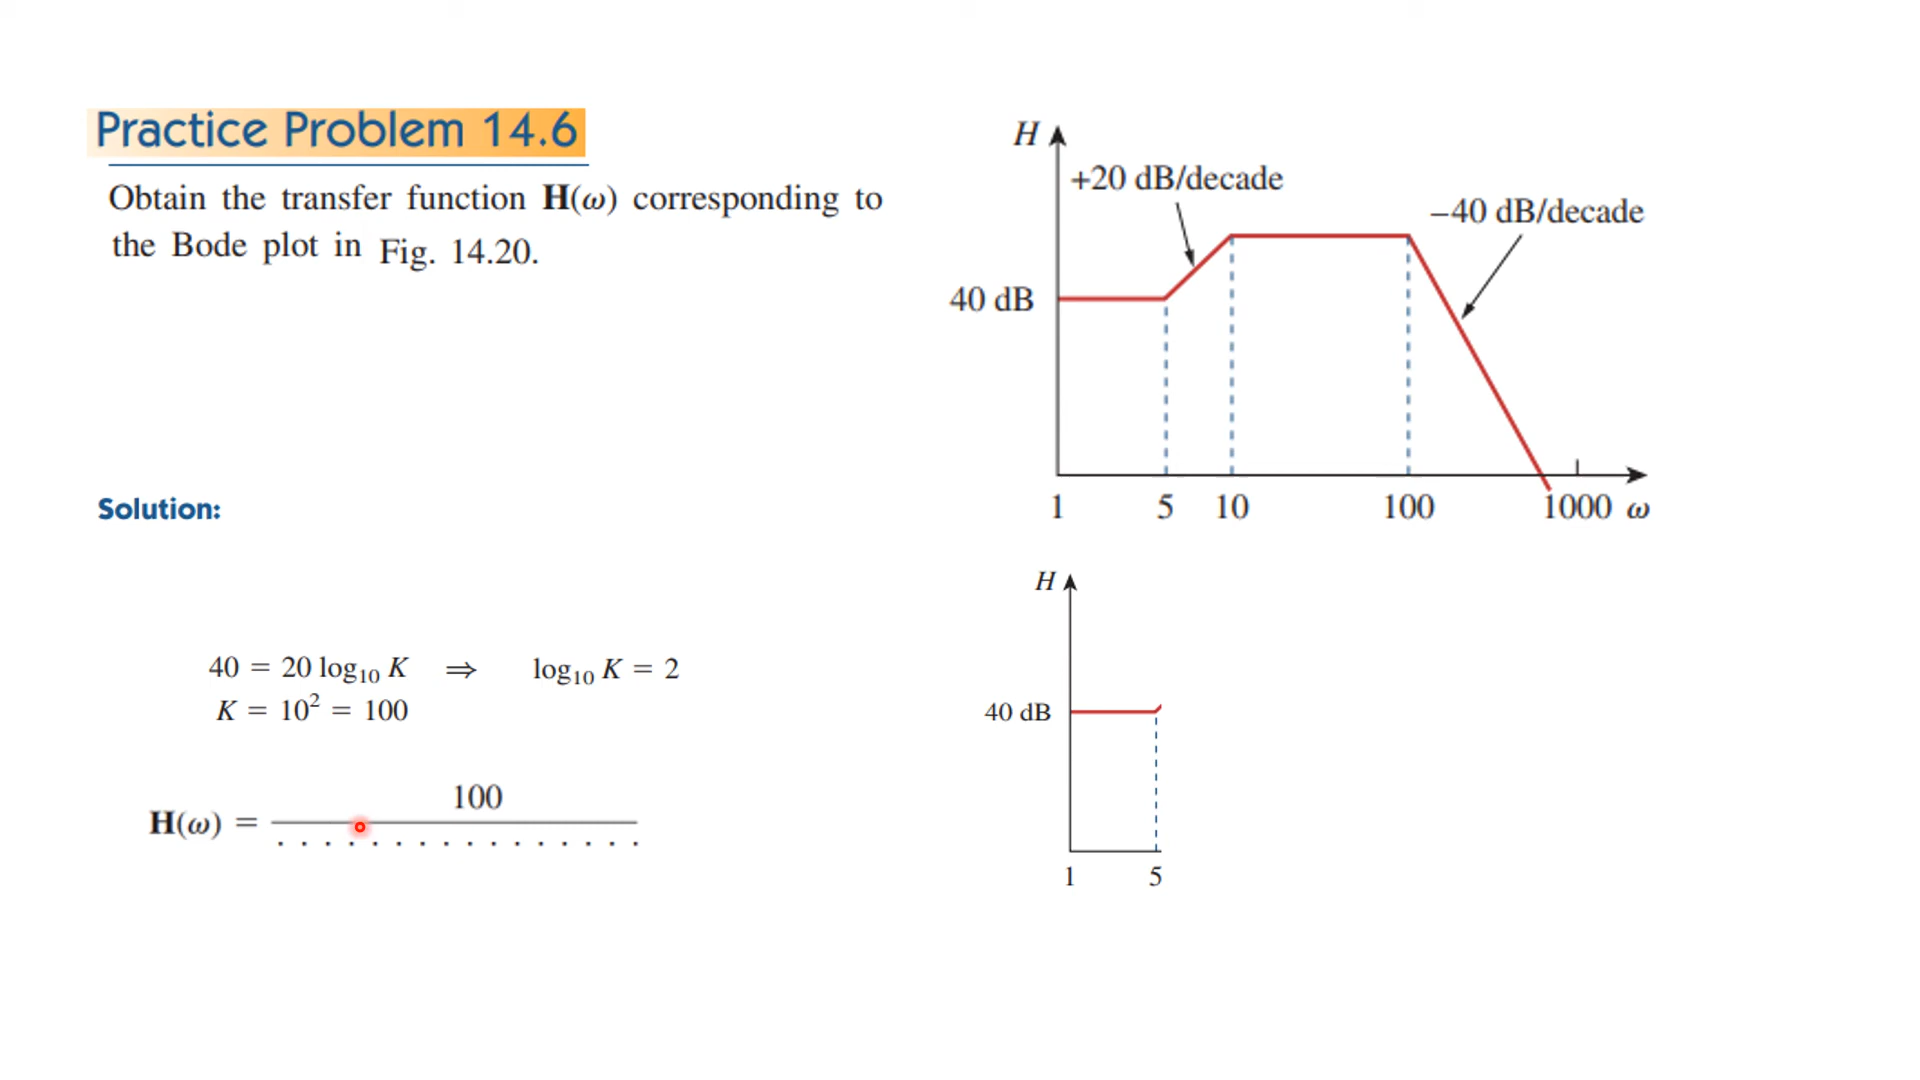 Practice Problem 14.6
Obtain the transfer function H(ω) corresponding to
the Bode plot in Fig. 14.20.
H
+20 dB/decade
–40 dB/decade
40 dB
1 5 10 100 1000 ω
Solution:
40 = 20 log₁₀ K ⇒ log₁₀ K = 2
K = 10² = 100
100
H(ω) =
. . . . . . . . . . . . . . . .
H
40 dB
1 5